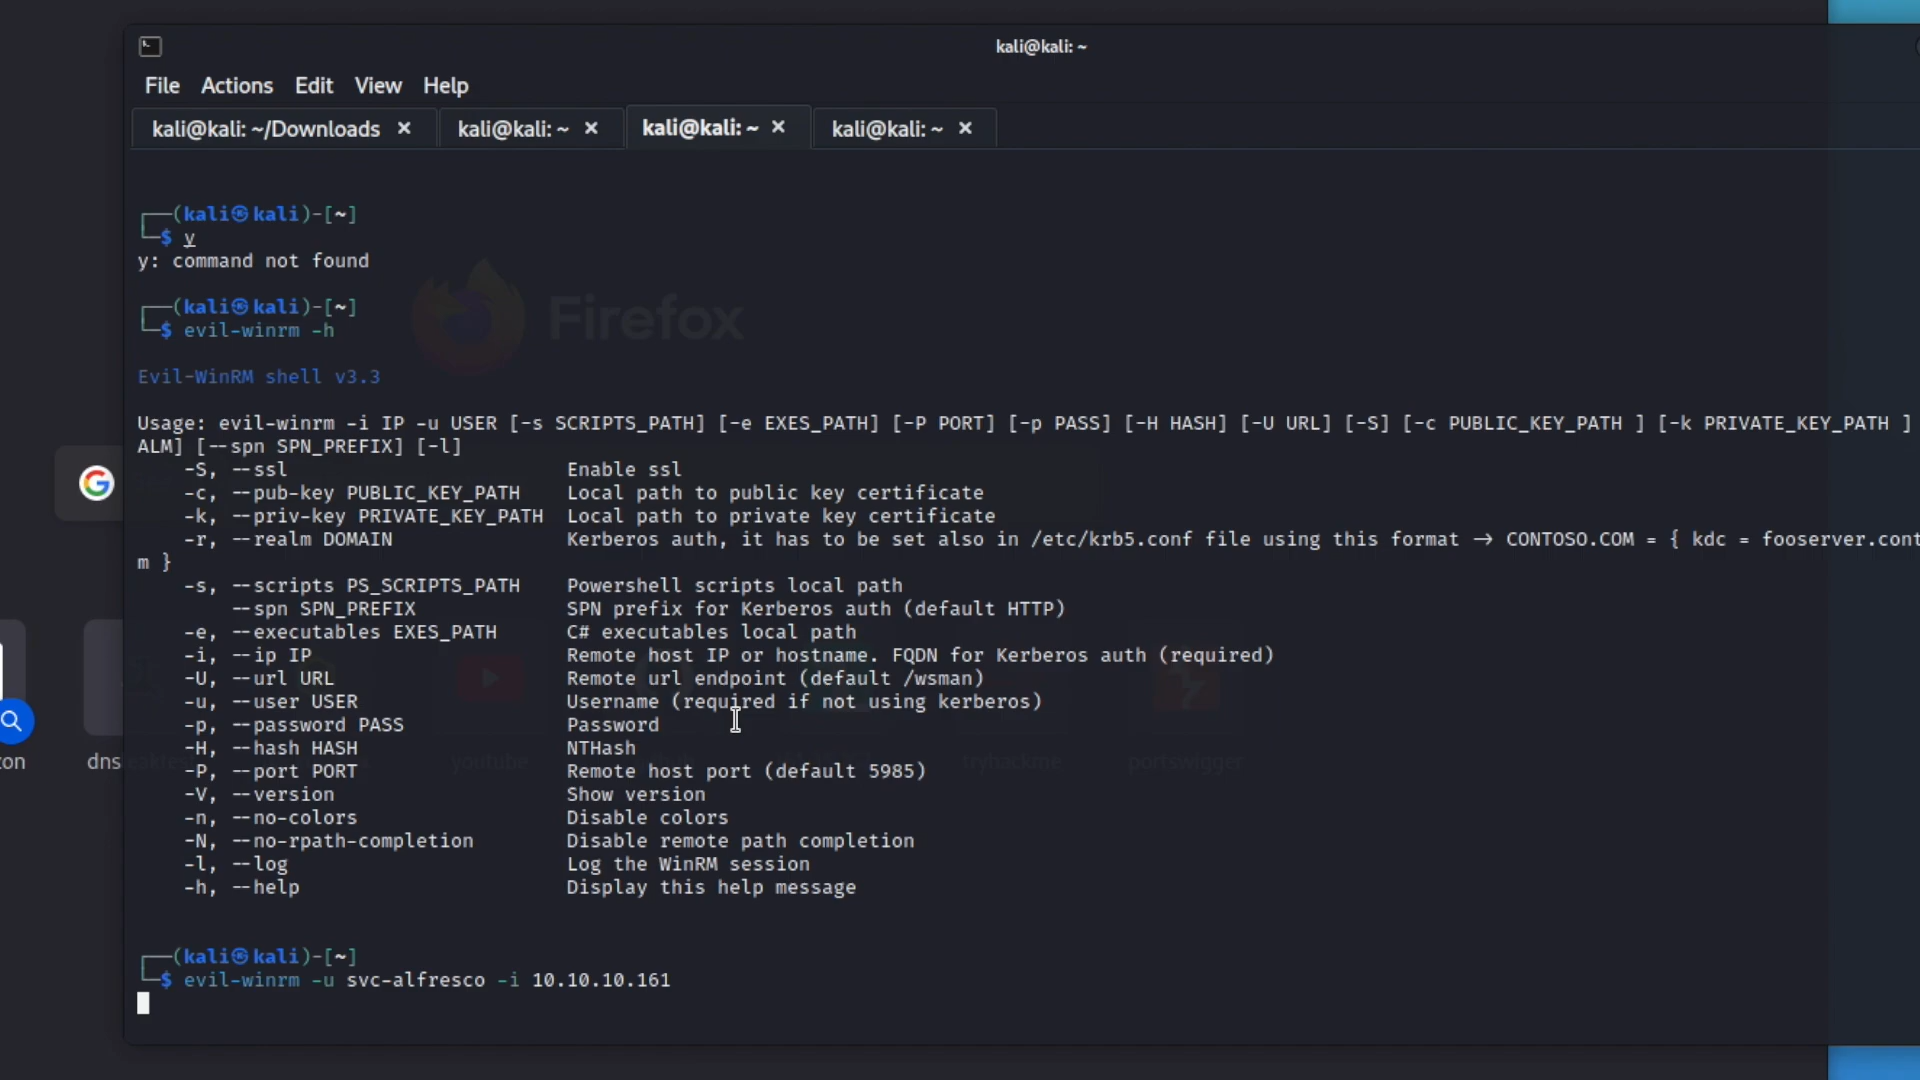 kali@kali: ~
File Actions Edit View Help
kali@kali: ~/Downloads × kali@kali: ~ × kali@kali: ~ × kali@kali: ~ ×
┌──(kali㉿kali)-[~]
└─$ y
y: command not found
┌──(kali㉿kali)-[~]
└─$ evil-winrm -h
Firefox
Evil-WinRM shell v3.3
Usage: evil-winrm -i IP -u USER [-s SCRIPTS_PATH] [-e EXES_PATH] [-P PORT] [-p PASS] [-H HASH] [-U URL] [-S] [-c PUBLIC_KEY_PATH ] [-k PRIVATE_KEY_PATH ]
ALM] [--spn SPN_PREFIX] [-l]
-S, --ssl Enable ssl
-c, --pub-key PUBLIC_KEY_PATH Local path to public key certificate
-k, --priv-key PRIVATE_KEY_PATH Local path to private key certificate
-r, --realm DOMAIN Kerberos auth, it has to be set also in /etc/krb5.conf file using this format -> CONTOSO.COM = { kdc = fooserver.cont
m }
-s, --scripts PS_SCRIPTS_PATH Powershell scripts local path
--spn SPN_PREFIX SPN prefix for Kerberos auth (default HTTP)
-e, --executables EXES_PATH C# executables local path
-i, --ip IP Remote host IP or hostname. FQDN for Kerberos auth (required)
-U, --url URL Remote url endpoint (default /wsman)
-u, --user USER Username (required if not using kerberos)
-p, --password PASS Password
-H, --hash HASH NTHash
-P, --port PORT Remote host port (default 5985)
-V, --version Show version
-n, --no-colors Disable colors
-N, --no-rpath-completion Disable remote path completion
-l, --log Log the WinRM session
-h, --help Display this help message
┌──(kali㉿kali)-[~]
└─$ evil-winrm -u svc-alfresco -i 10.10.10.161
zon dnsleaktest youtube tryhackme portswigger